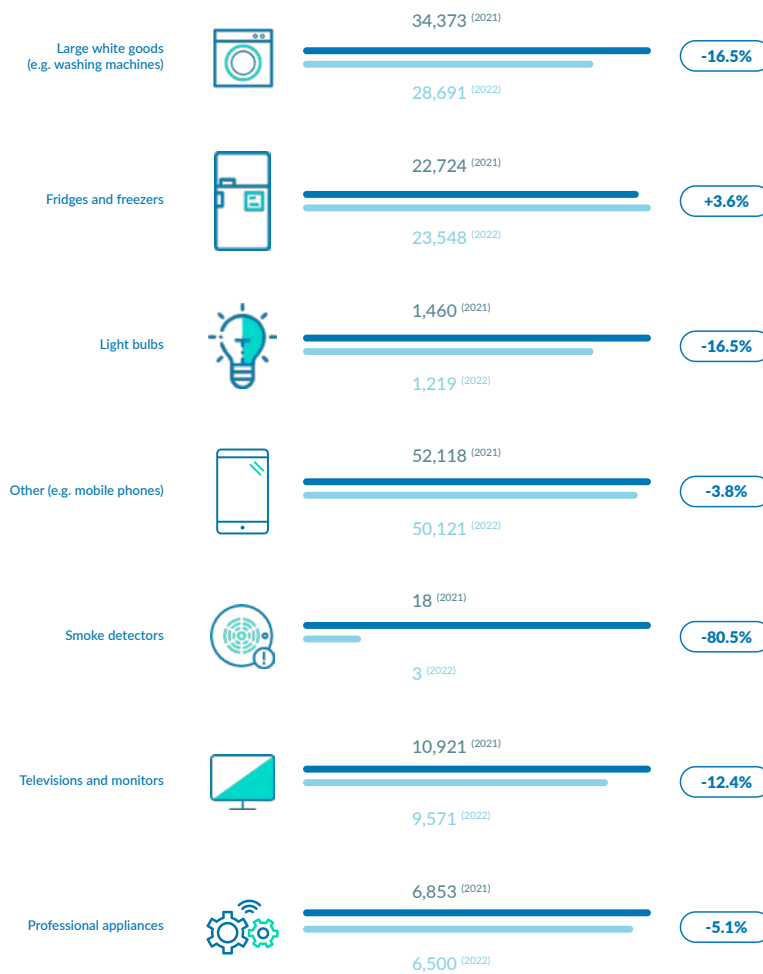 34,373 (2021)
Large white goods
(e.g. washing machines)
-16.5%
28,691 (2022)
22,724 (2021)
Fridges and freezers
+3.6%
23,548 (2022)
1,460 (2021)
Light bulbs
-16.5%
1,219 (2022)
52,118 (2021)
Other (e.g. mobile phones)
-3.8%
50,121 (2022)
18 (2021)
Smoke detectors
-80.5%
3 (2022)
10,921 (2021)
Televisions and monitors
-12.4%
9,571 (2022)
6,853 (2021)
Professional appliances
-5.1%
6,500 (2022)